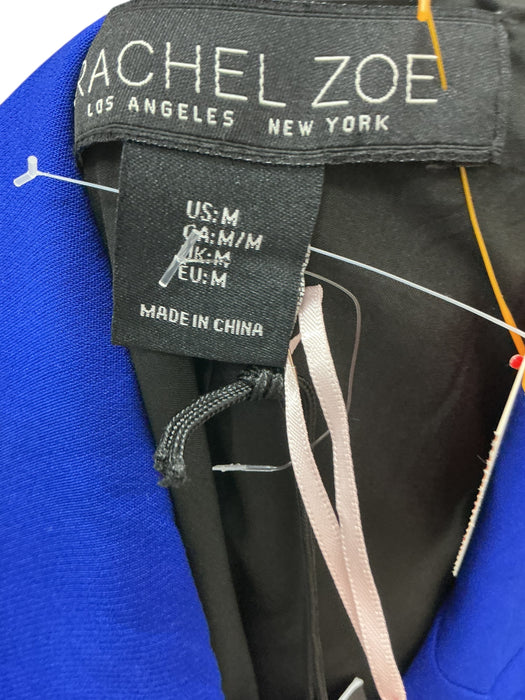 RACHEL ZOE
LOS ANGELES NEW YORK
US:M
CA:M/M
UK:M
EU:M
MADE IN CHINA